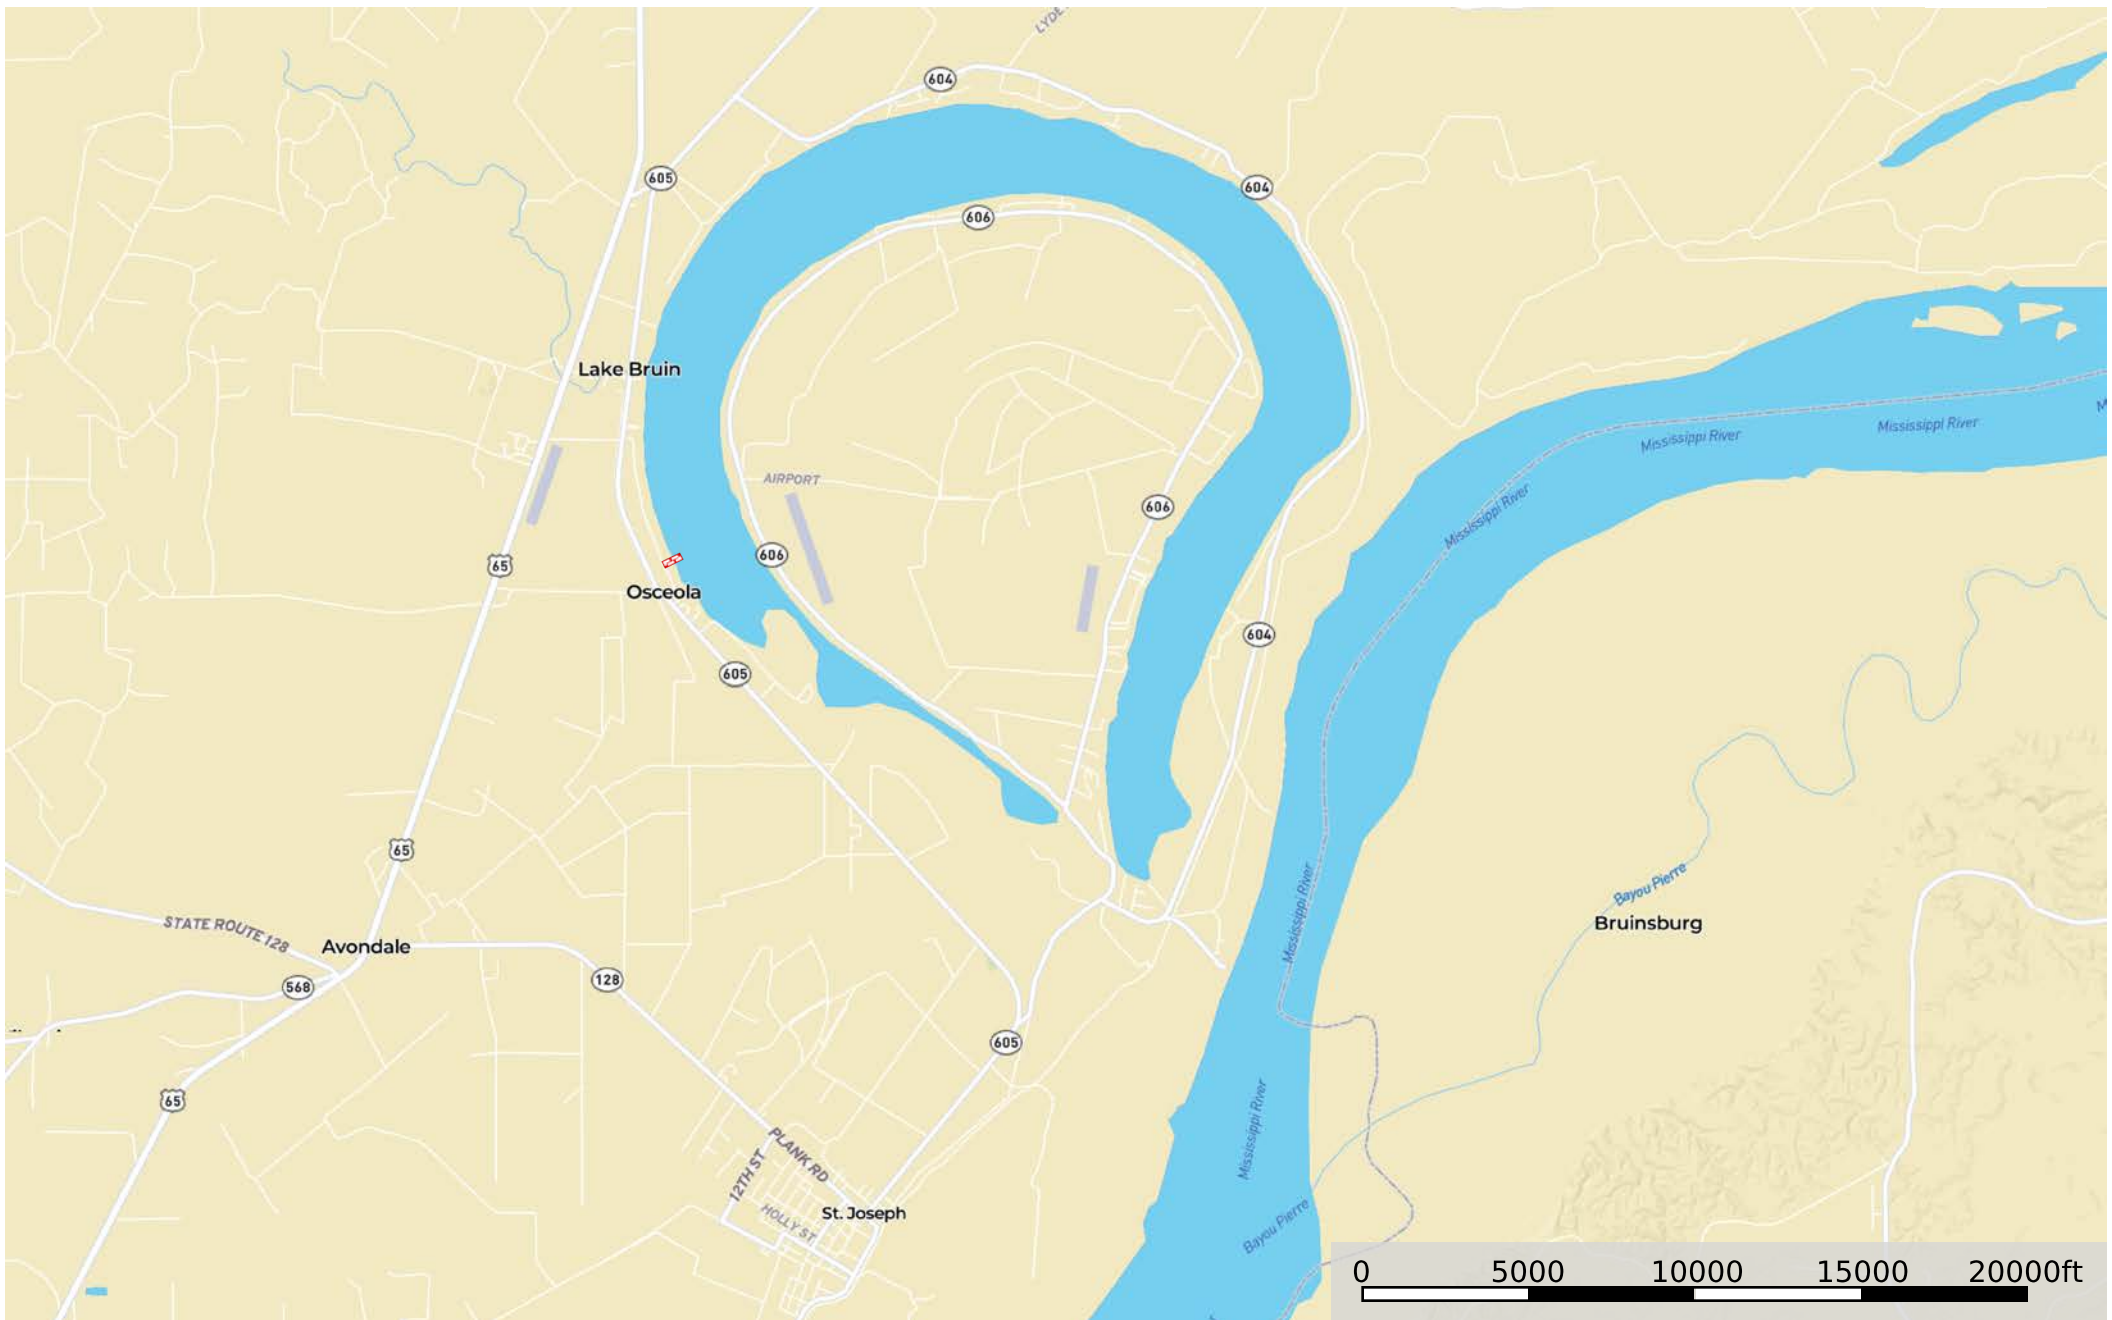 604
605
604
606
Lake Bruin
Mississippi River
Mississippi River
AIRPORT
606
Mississippi River
606
65
Osceola
604
605
65
Bayou Pierre
STATE ROUTE 128
Bruinsburg
Mississippi River
Avondale
128
568
605
65
Mississippi River
PLANK RD
12TH ST
St. Joseph
HOLLY ST
Bayou Pierre
0 5000 10000 15000 20000ft